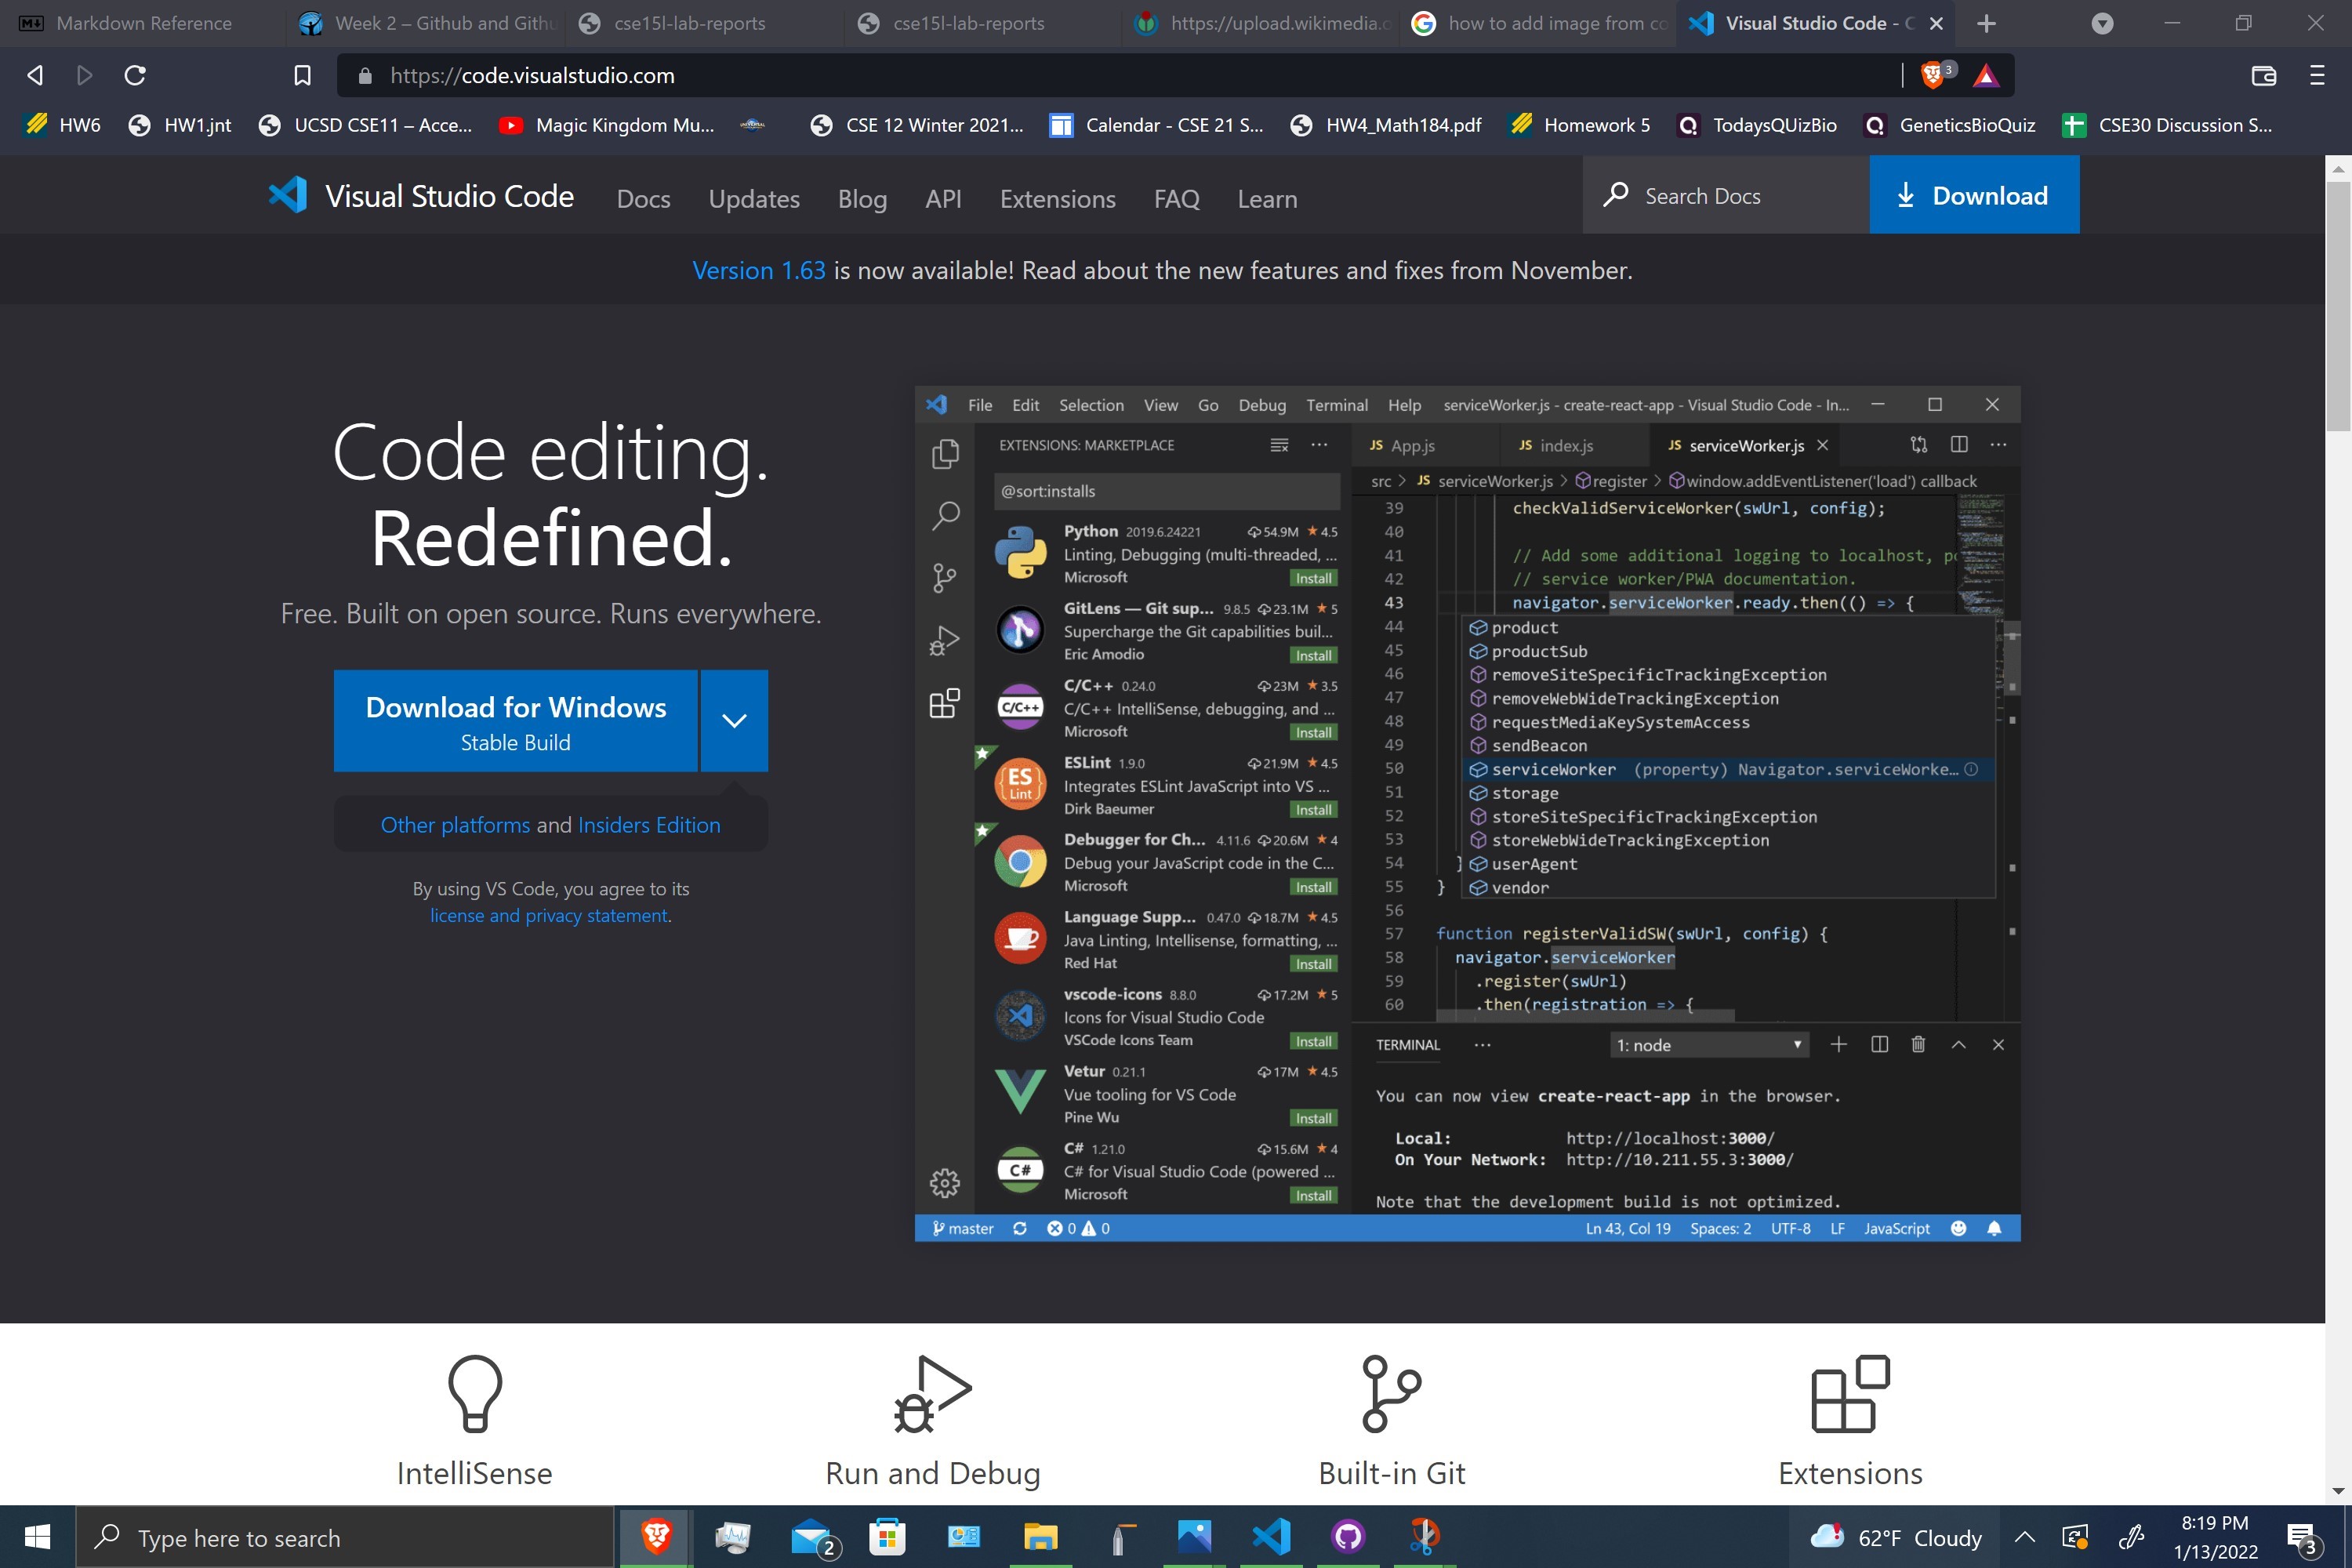 Markdown Reference
Week 2 – Github and Githu
cse15l-lab-reports
cse15l-lab-reports
https://upload.wikimedia.o
how to add image from co
Visual Studio Code - C
https://code.visualstudio.com
3
HW6
HW1.jnt
UCSD CSE11 – Acce...
Magic Kingdom Mu...
CSE 12 Winter 2021...
Calendar - CSE 21 S...
HW4_Math184.pdf
Homework 5
TodaysQUizBio
GeneticsBioQuiz
CSE30 Discussion S...
Visual Studio Code
Docs
Updates
Blog
API
Extensions
FAQ
Learn
Search Docs
Download
Version 1.63 is now available! Read about the new features and fixes from November.
Code editing.
Redefined.
Free. Built on open source. Runs everywhere.
Download for Windows
Stable Build
Other platforms and Insiders Edition
By using VS Code, you agree to its
license and privacy statement.
File Edit Selection View Go Debug Terminal Help serviceWorker.js - create-react-app - Visual Studio Code - In...
EXTENSIONS: MARKETPLACE
@sort:installs
Python 2019.6.24221 54.9M ★ 4.5
Linting, Debugging (multi-threaded, ...
Microsoft Install
GitLens — Git sup... 9.8.5 23.1M ★ 5
Supercharge the Git capabilities buil...
Eric Amodio Install
C/C++
C/C++ 0.24.0 23M ★ 3.5
C/C++ IntelliSense, debugging, and ...
Microsoft Install
ES Lint
ESLint 1.9.0 21.9M ★ 4.5
Integrates ESLint JavaScript into VS ...
Dirk Baeumer Install
Debugger for Ch... 4.11.6 20.6M ★ 4
Debug your JavaScript code in the C...
Microsoft Install
Language Supp... 0.47.0 18.7M ★ 4.5
Java Linting, Intellisense, formatting, ...
Red Hat Install
vscode-icons 8.8.0 17.2M ★ 5
Icons for Visual Studio Code
VSCode Icons Team Install
Vetur 0.21.1 17M ★ 4.5
Vue tooling for VS Code
Pine Wu Install
C#
C# 1.21.0 15.6M ★ 4
C# for Visual Studio Code (powered ...
Microsoft Install
JS App.js
JS index.js
JS serviceWorker.js
src > JS serviceWorker.js > register > window.addEventListener('load') callback
39 checkValidServiceWorker(swUrl, config);
40
41 // Add some additional logging to localhost, po
42 // service worker/PWA documentation.
43 navigator.serviceWorker.ready.then(() => {
44 product
45 productSub
46 removeSiteSpecificTrackingException
47 removeWebWideTrackingException
48 requestMediaKeySystemAccess
49 sendBeacon
50 serviceWorker (property) Navigator.serviceWorke...
51 storage
52 storeSiteSpecificTrackingException
53 storeWebWideTrackingException
54 } userAgent
55 } vendor
56
57 function registerValidSW(swUrl, config) {
58 navigator.serviceWorker
59 .register(swUrl)
60 .then(registration => {
TERMINAL ... 1: node
You can now view create-react-app in the browser.
Local: http://localhost:3000/
On Your Network: http://10.211.55.3:3000/
Note that the development build is not optimized.
master 0 0
Ln 43, Col 19 Spaces: 2 UTF-8 LF JavaScript
IntelliSense
Run and Debug
Built-in Git
Extensions
Type here to search
2
62°F Cloudy
8:19 PM
1/13/2022
3